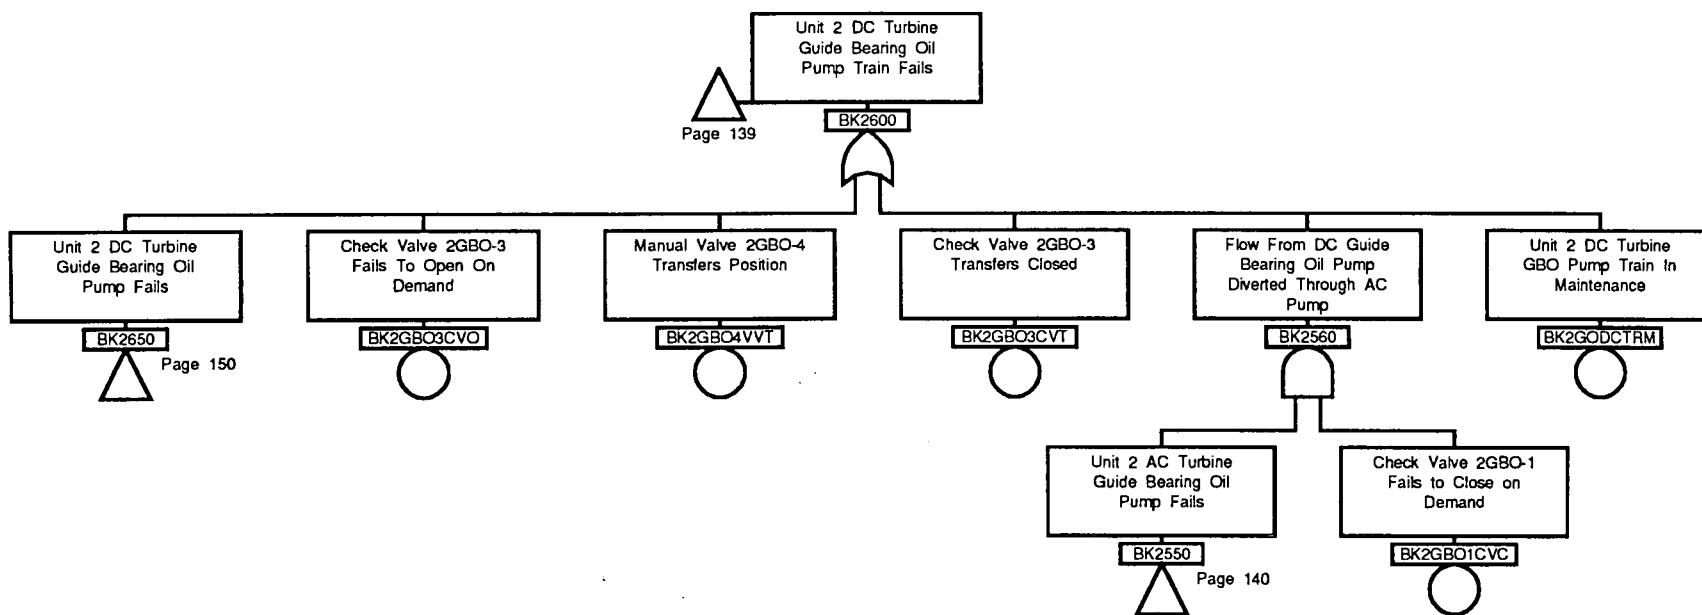 Unit 2 DC Turbine
Guide Bearing Oil
Pump Train Fails
Page 139
BK2600
Unit 2 DC Turbine
Guide Bearing Oil
Pump Fails
BK2650
Page 150
Check Valve 2GBO-3
Fails To Open On
Demand
BK2GBO3CVO
Manual Valve 2GBO-4
Transfers Position
BK2GBO4VVT
Check Valve 2GBO-3
Transfers Closed
BK2GBO3CVT
Flow From DC Guide
Bearing Oil Pump
Diverted Through AC
Pump
BK2560
Unit 2 DC Turbine
GBO Pump Train In
Maintenance
BK2GODCTRM
Unit 2 AC Turbine
Guide Bearing Oil
Pump Fails
BK2550
Page 140
Check Valve 2GBO-1
Fails to Close on
Demand
BK2GBO1CVC